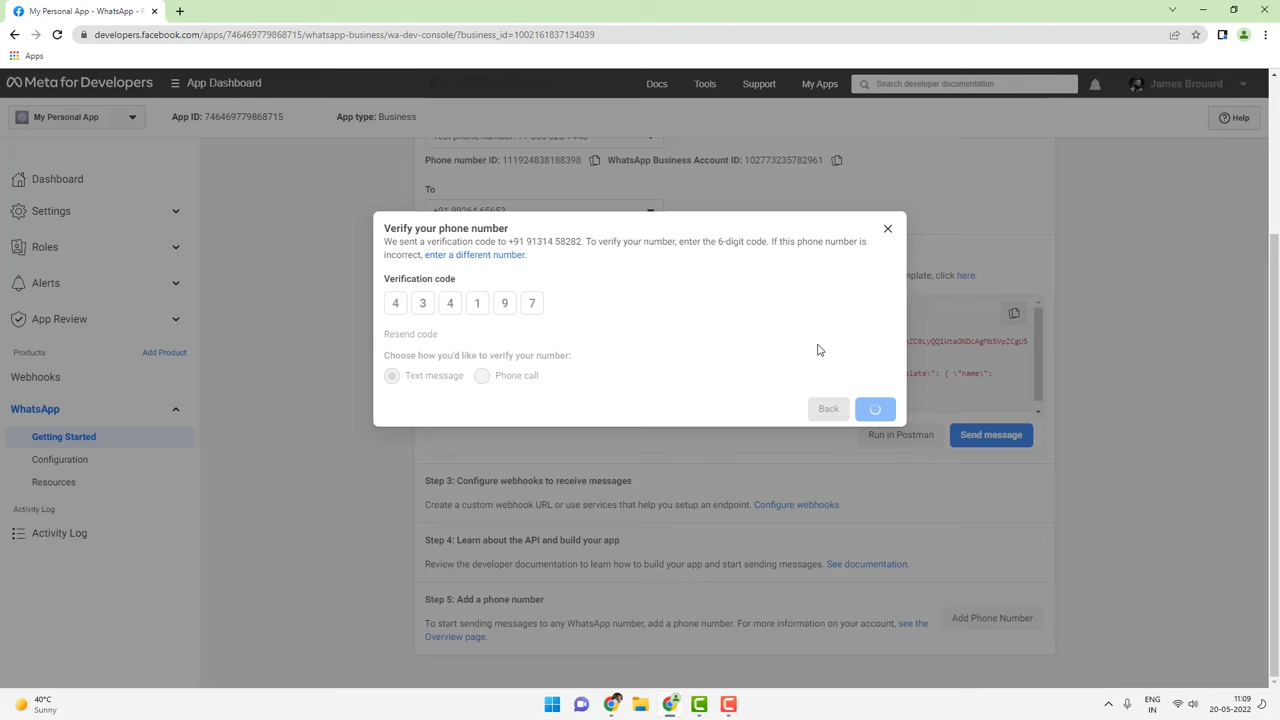 My Personal App - WhatsApp - F
developers.facebook.com/apps/746469779868715/whatsapp-business/wa-dev-console/?business_id=1002161837134039
Apps
Meta for Developers
App Dashboard
Docs
Tools
Support
My Apps
Search developer documentation
James Brouard
My Personal App
App ID: 746469779868715
App type: Business
Help
Phone number ID: 111924838188398
WhatsApp Business Account ID: 102773235782961
To
Dashboard
Settings
Roles
Alerts
App Review
Products
Add Product
Webhooks
WhatsApp
Getting Started
Configuration
Resources
Activity Log
Activity Log
Verify your phone number
We sent a verification code to +91 91314 58282. To verify your number, enter the 6-digit code. If this phone number is
incorrect, enter a different number.
Verification code
4 3 4 1 9 7
Resend code
Choose how you'd like to verify your number:
Text message
Phone call
Back
plate, click here.
Run in Postman
Send message
Step 3: Configure webhooks to receive messages
Create a custom webhook URL or use services that help you setup an endpoint. Configure webhooks
Step 4: Learn about the API and build your app
Review the developer documentation to learn how to build your app and start sending messages. See documentation.
Step 5: Add a phone number
To start sending messages to any WhatsApp number, add a phone number. For more information on your account, see the
Overview page.
Add Phone Number
40°C
Sunny
ENG
IN
11:09
20-05-2022